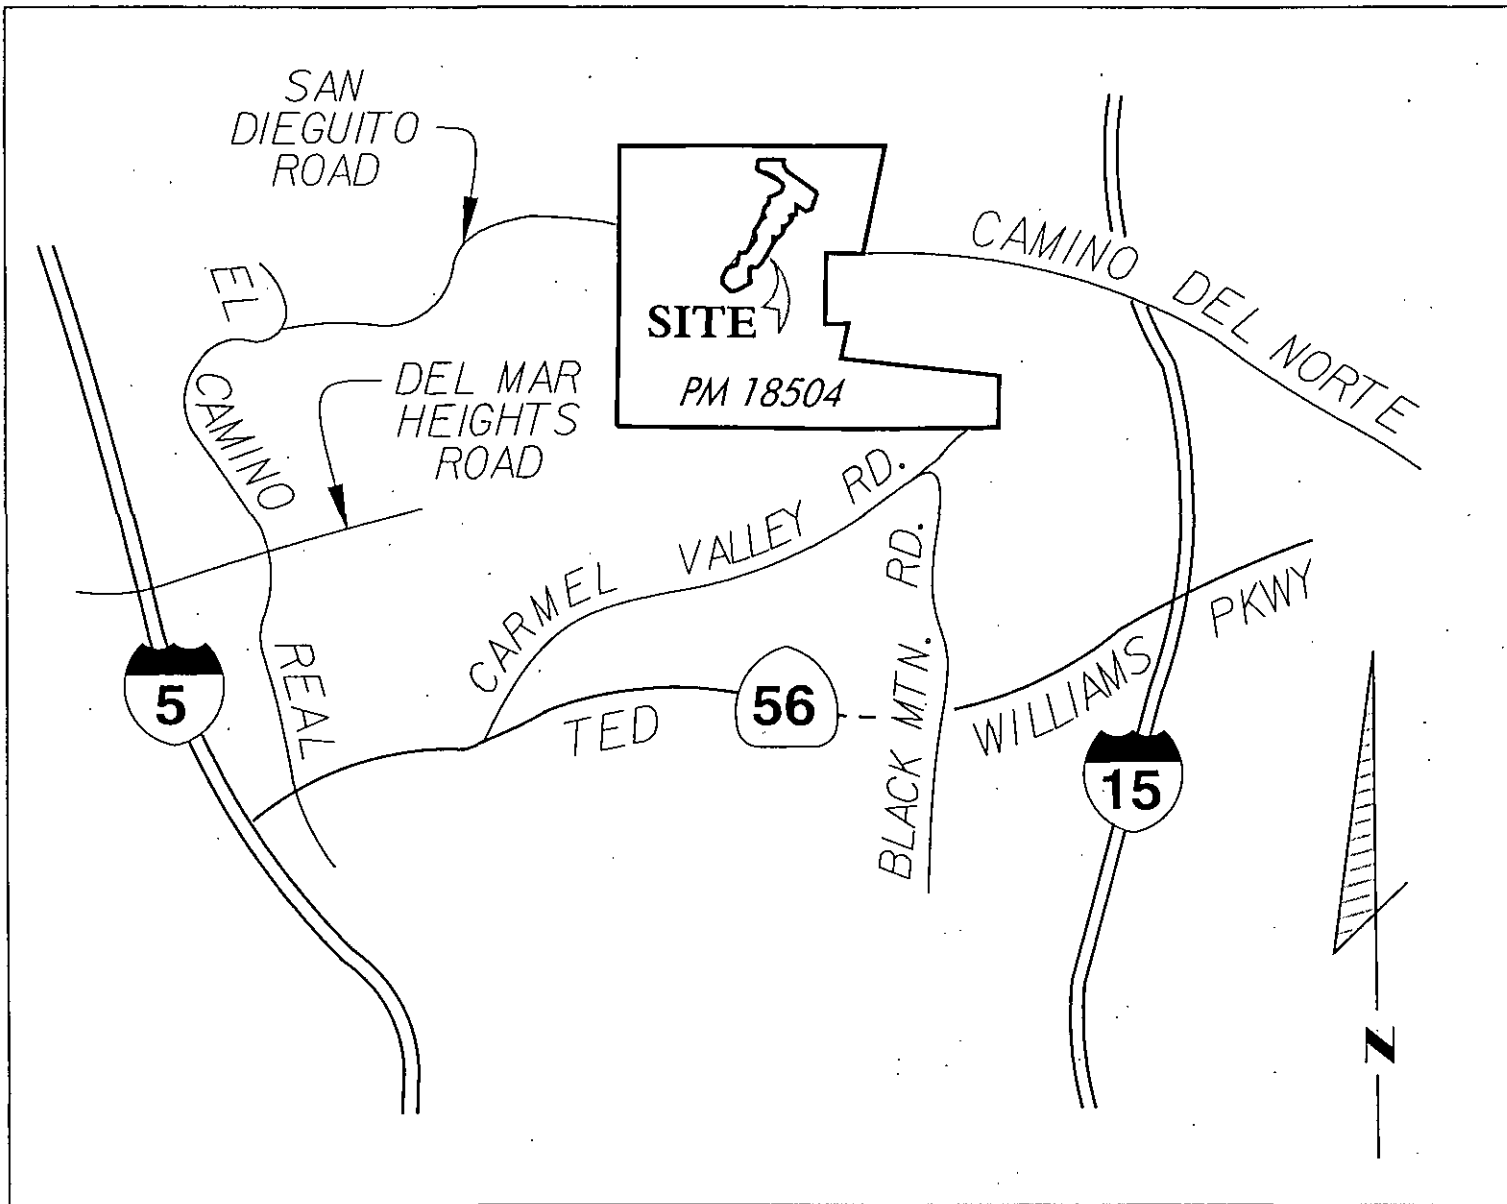 SAN
DIEGUITO
ROAD
CAMINO DEL NORTE
EL CAMINO REAL
SITE
PM 18504
DEL MAR
HEIGHTS
ROAD
CARMEL VALLEY RD.
BLACK MTN. RD.
TED WILLIAMS PKWY
5
56
15
N